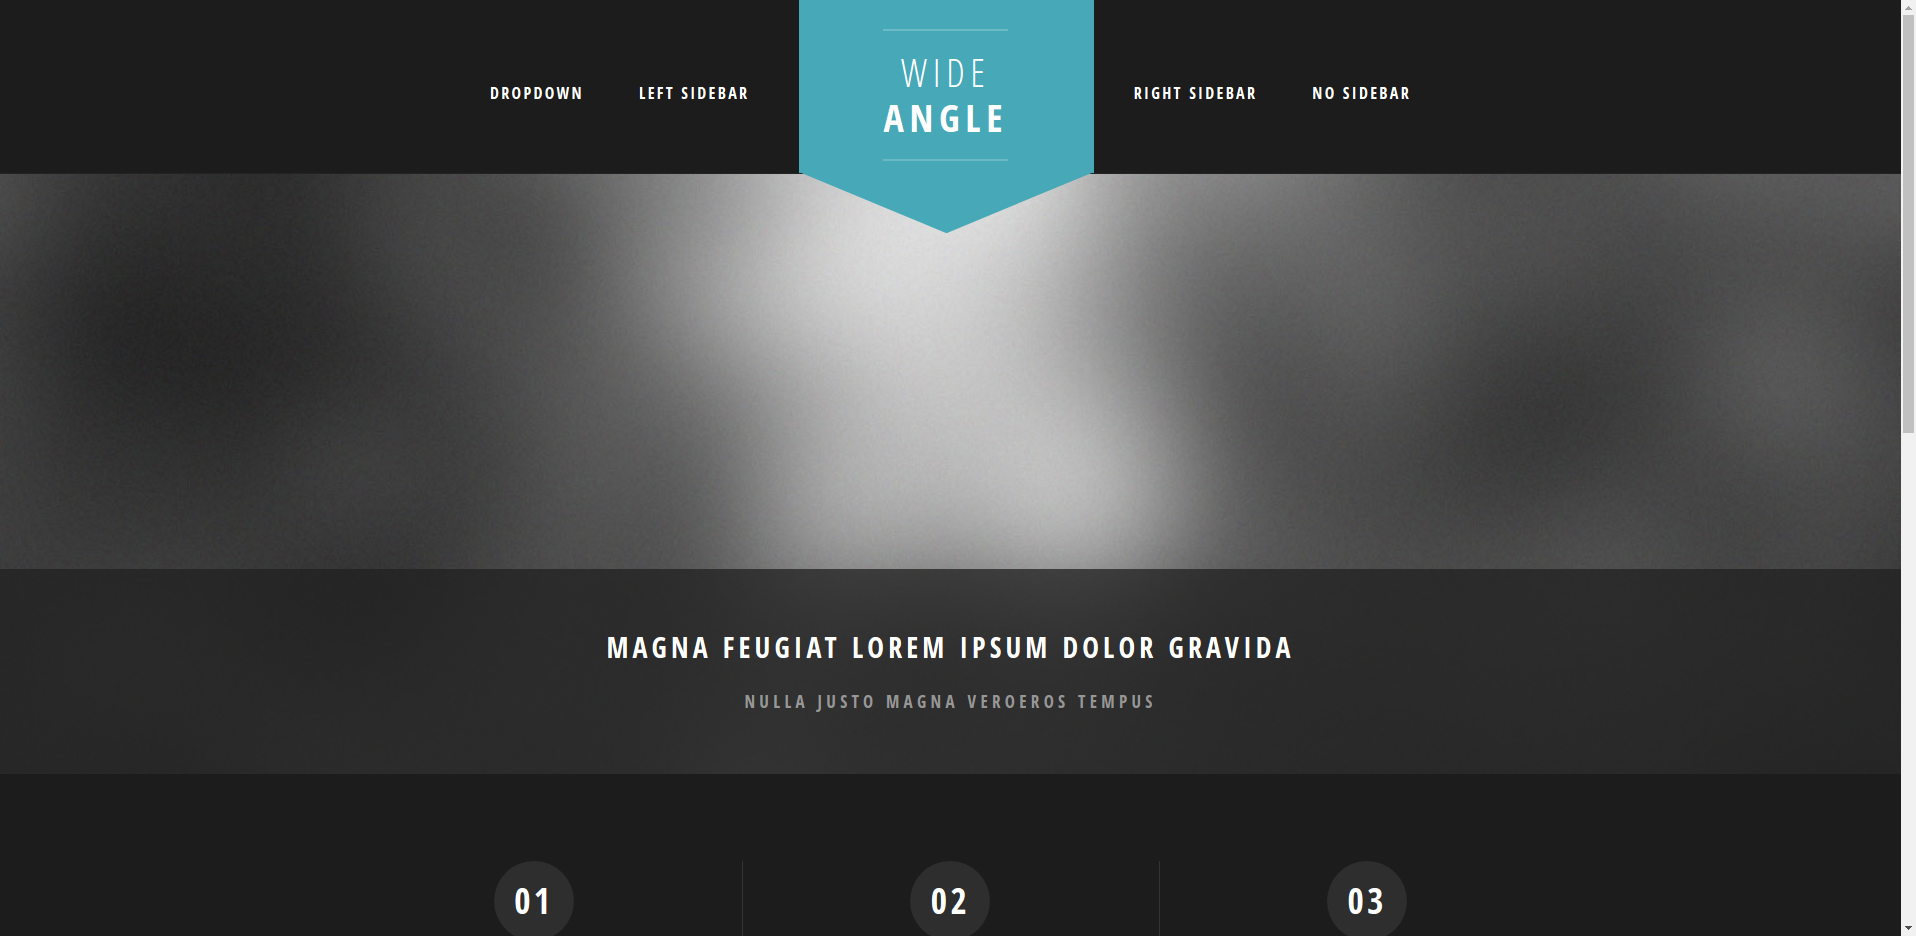 DROPDOWN
LEFT SIDEBAR
WIDE
ANGLE
RIGHT SIDEBAR
NO SIDEBAR
MAGNA FEUGIAT LOREM IPSUM DOLOR GRAVIDA
NULLA JUSTO MAGNA VEROEROS TEMPUS
01
02
03